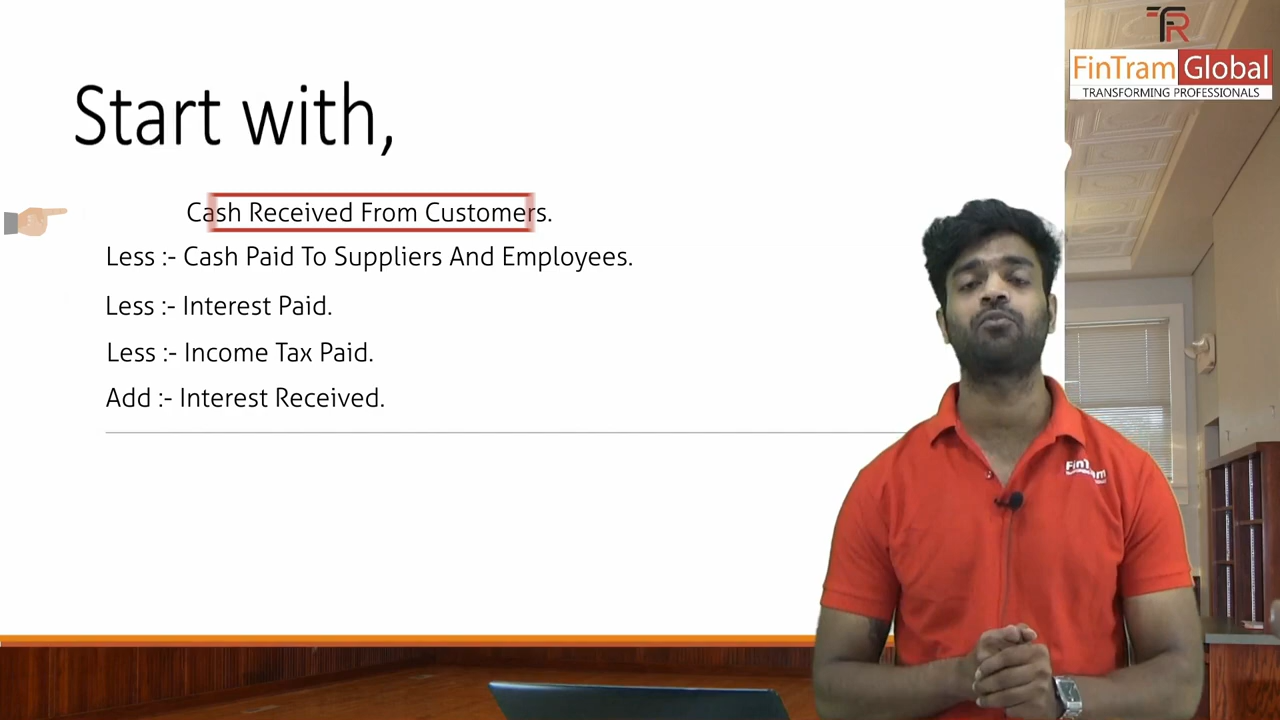 Start with,
FinTram Global
TRANSFORMING PROFESSIONALS
Cash Received From Customers.
Less :- Cash Paid To Suppliers And Employees.
Less :- Interest Paid.
Less :- Income Tax Paid.
Add :- Interest Received.